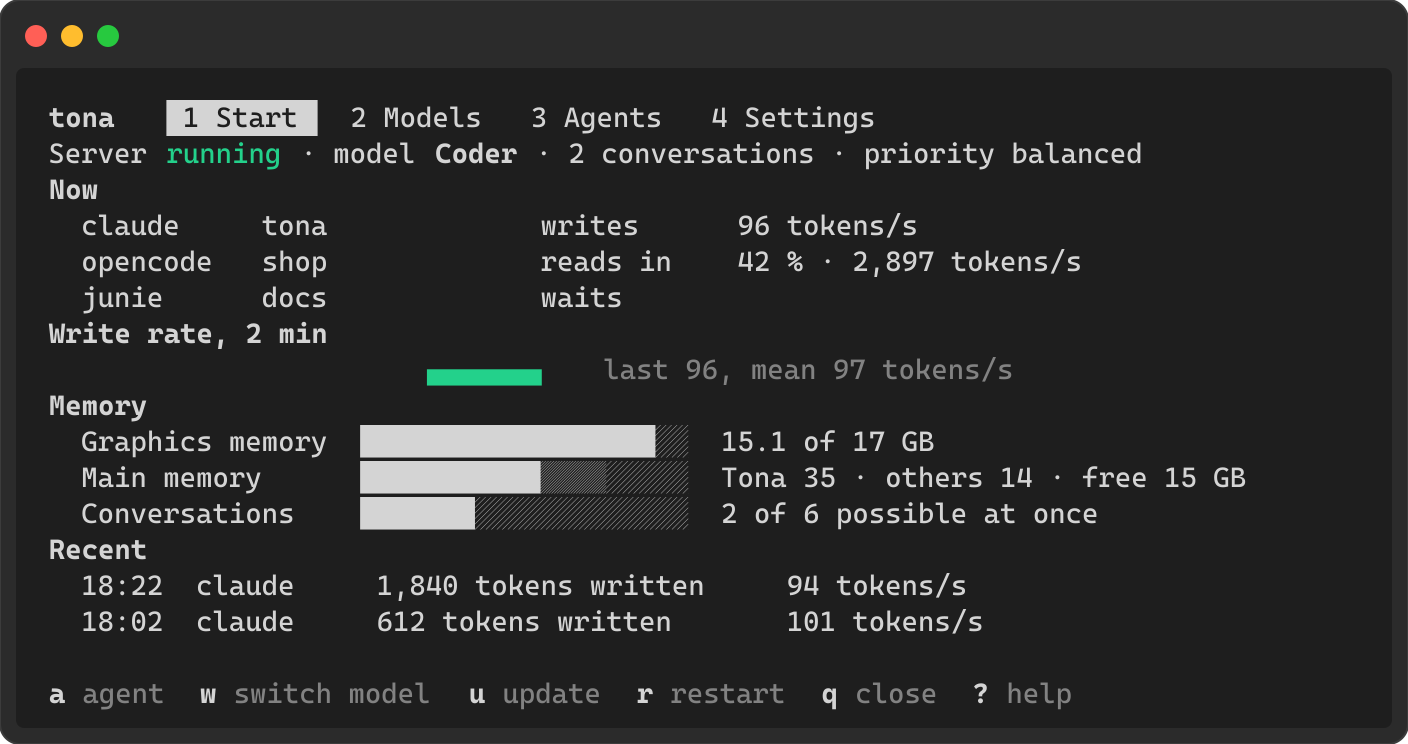 tona 1 Start 2 Models 3 Agents 4 Settings
Server running · model Coder · 2 conversations · priority balanced
Now
claude tona writes 96 tokens/s
opencode shop reads in 42 % · 2,897 tokens/s
junie docs waits
Write rate, 2 min
last 96, mean 97 tokens/s
Memory
Graphics memory 15.1 of 17 GB
Main memory Tona 35 · others 14 · free 15 GB
Conversations 2 of 6 possible at once
Recent
18:22 claude 1,840 tokens written 94 tokens/s
18:02 claude 612 tokens written 101 tokens/s
a agent w switch model u update r restart q close ? help